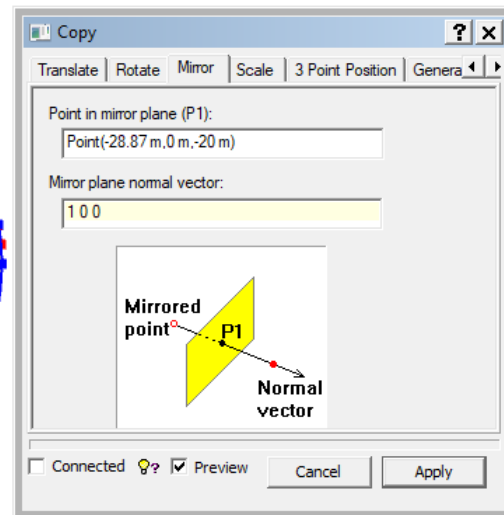 Copy
Translate Rotate Mirror Scale 3 Point Position Genera
Point in mirror plane (P1):
Point(-28.87 m,0 m,-20 m)
Mirror plane normal vector:
1 0 0
Mirrored
point
P1
Normal
vector
Connected ? Preview Cancel Apply